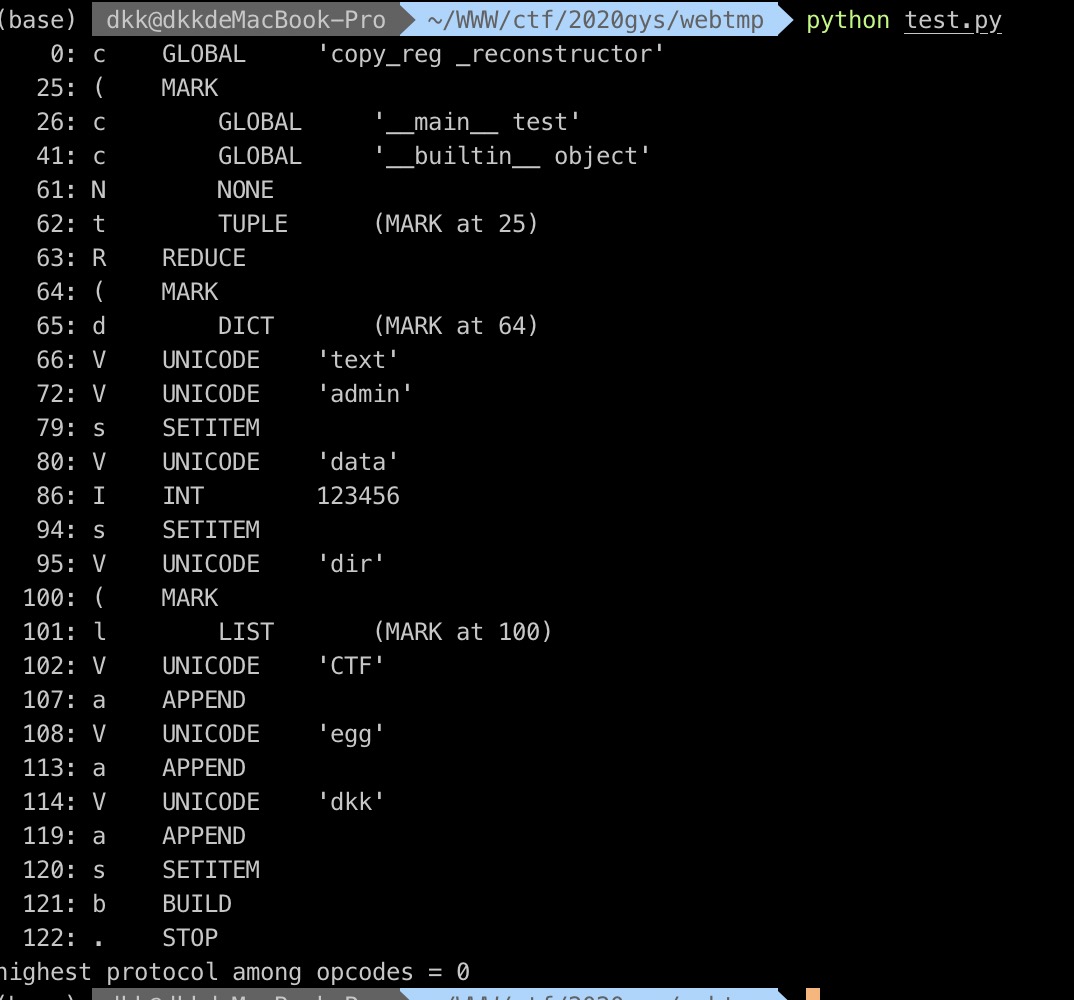 (base) dkk@dkkdeMacBook-Pro ~/WWW/ctf/2020gys/webtmp python test.py
0: c GLOBAL 'copy_reg _reconstructor'
25: ( MARK
26: c GLOBAL '__main__ test'
41: c GLOBAL '__builtin__ object'
61: N NONE
62: t TUPLE (MARK at 25)
63: R REDUCE
64: ( MARK
65: d DICT (MARK at 64)
66: V UNICODE 'text'
72: V UNICODE 'admin'
79: s SETITEM
80: V UNICODE 'data'
86: I INT 123456
94: s SETITEM
95: V UNICODE 'dir'
100: ( MARK
101: l LIST (MARK at 100)
102: V UNICODE 'CTF'
107: a APPEND
108: V UNICODE 'egg'
113: a APPEND
114: V UNICODE 'dkk'
119: a APPEND
120: s SETITEM
121: b BUILD
122: . STOP
highest protocol among opcodes = 0